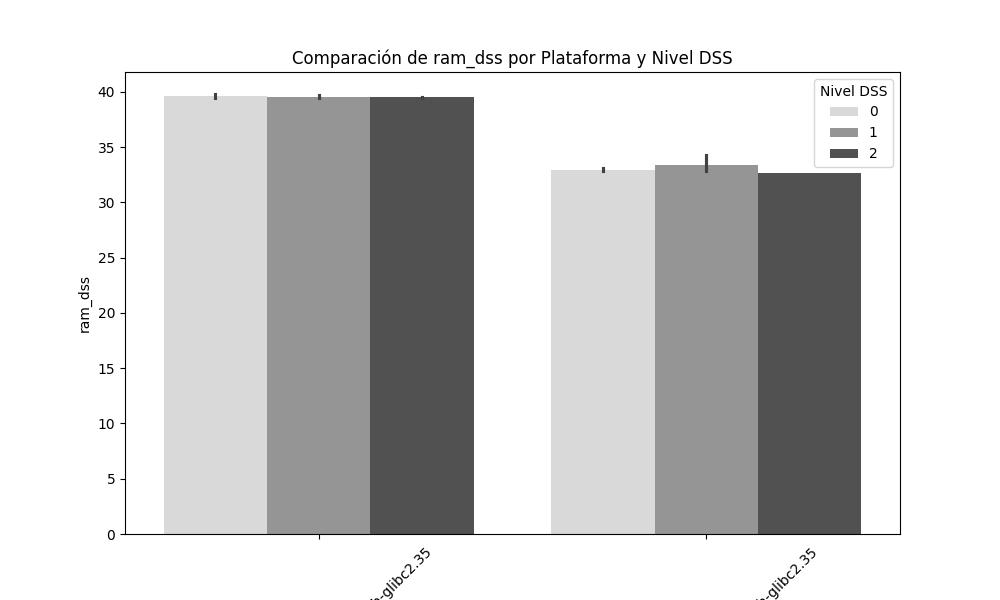 Comparación de ram_dss por Plataforma y Nivel DSS
Nivel DSS
0
1
2
ram_dss
40
35
30
25
20
15
10
5
0
-glibc2.35
-glibc2.35